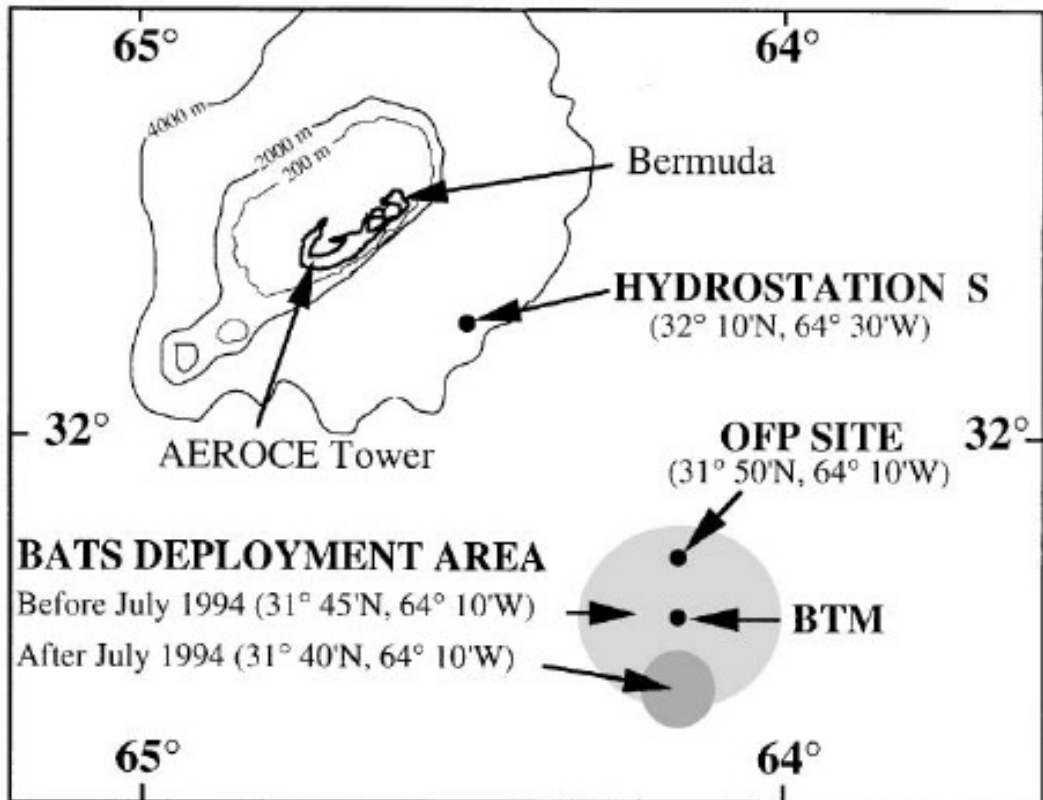 65°
64°
4000 m
2000 m
200 m
Bermuda
HYDROSTATION S
(32° 10'N, 64° 30'W)
32°
AEROCE Tower
OFP SITE
32°
(31° 50'N, 64° 10'W)
BATS DEPLOYMENT AREA
Before July 1994 (31° 45'N, 64° 10'W)
BTM
After July 1994 (31° 40'N, 64° 10'W)
65°
64°